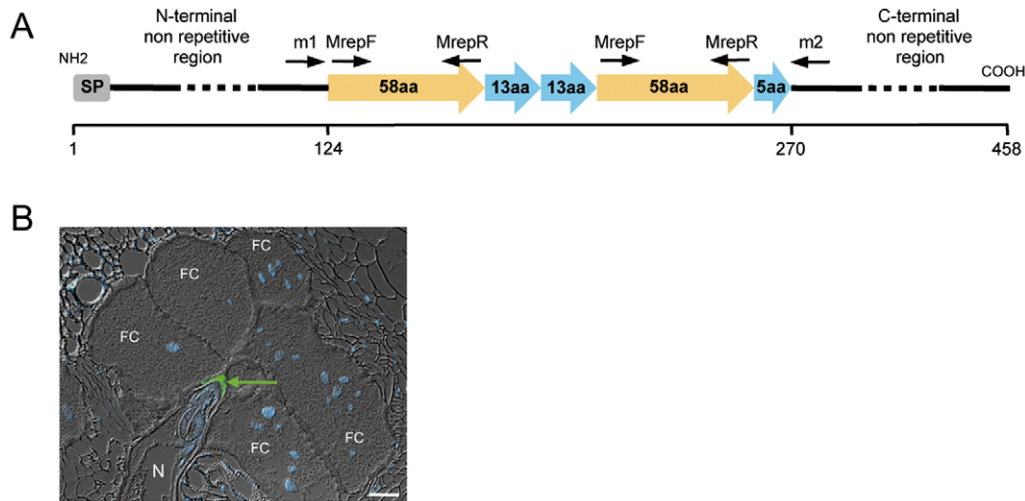 A
N-terminal
non repetitive
region
C-terminal
non repetitive
region
NH2
m1
MrepF
MrepR
MrepF
MrepR
m2
COOH
SP
58aa
13aa
13aa
58aa
5aa
1
124
270
458
B
FC
FC
FC
FC
FC
N